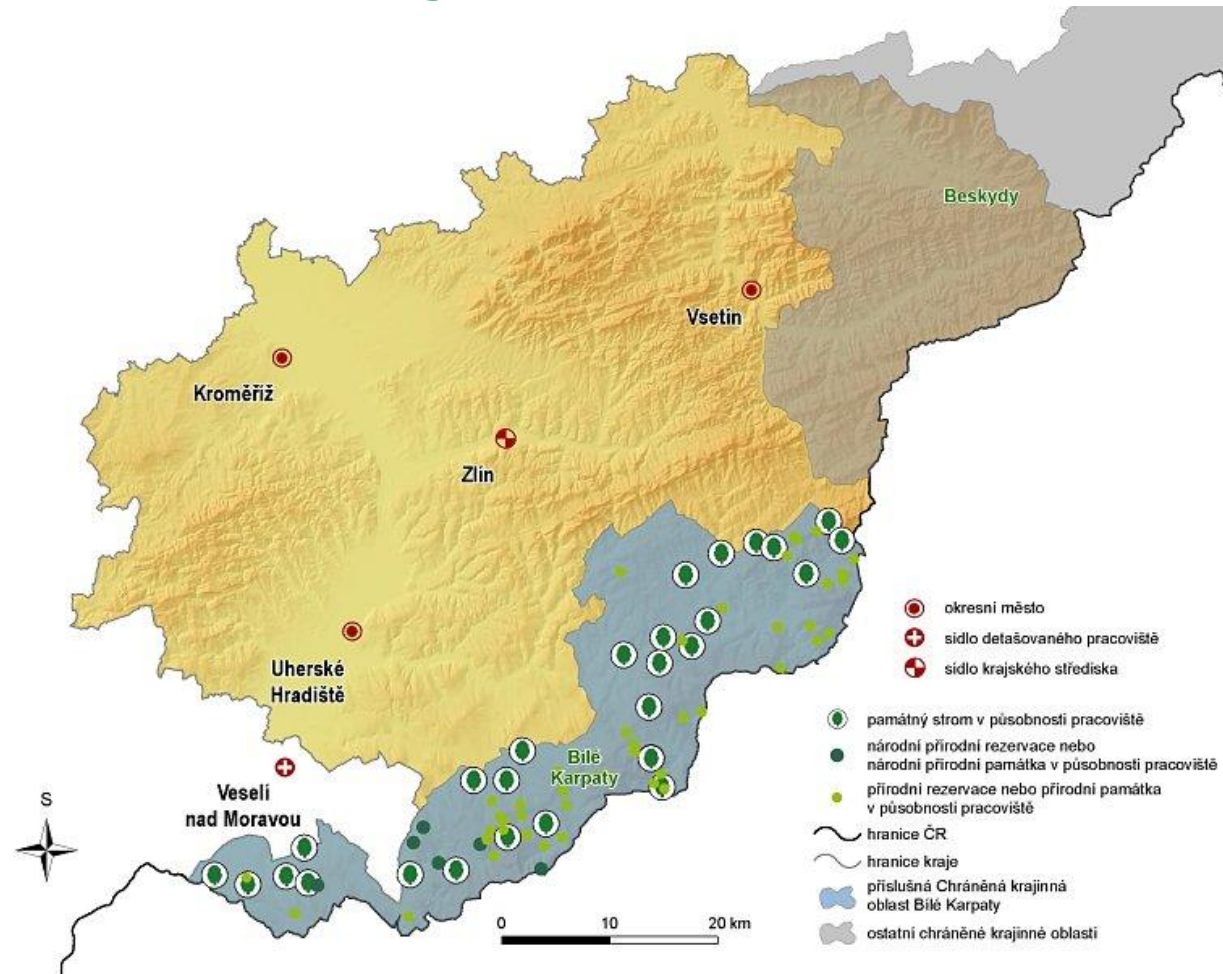 Beskydy
Vsetín
Kroměříž
Zlín
Uherské
Hradiště
Bílé
Karpaty
Veselí
nad Moravou
S
okresní město
sídlo detašovaného pracoviště
sídlo krajského střediska
památný strom v působnosti pracoviště
národní přírodní rezervace nebo
národní přírodní památka v působnosti pracoviště
přírodní rezervace nebo přírodní památka
v působnosti pracoviště
hranice ČR
hranice kraje
příslušná Chráněná krajinná
oblast Bílé Karpaty
ostatní chráněné krajinné oblasti
0 10 20 km